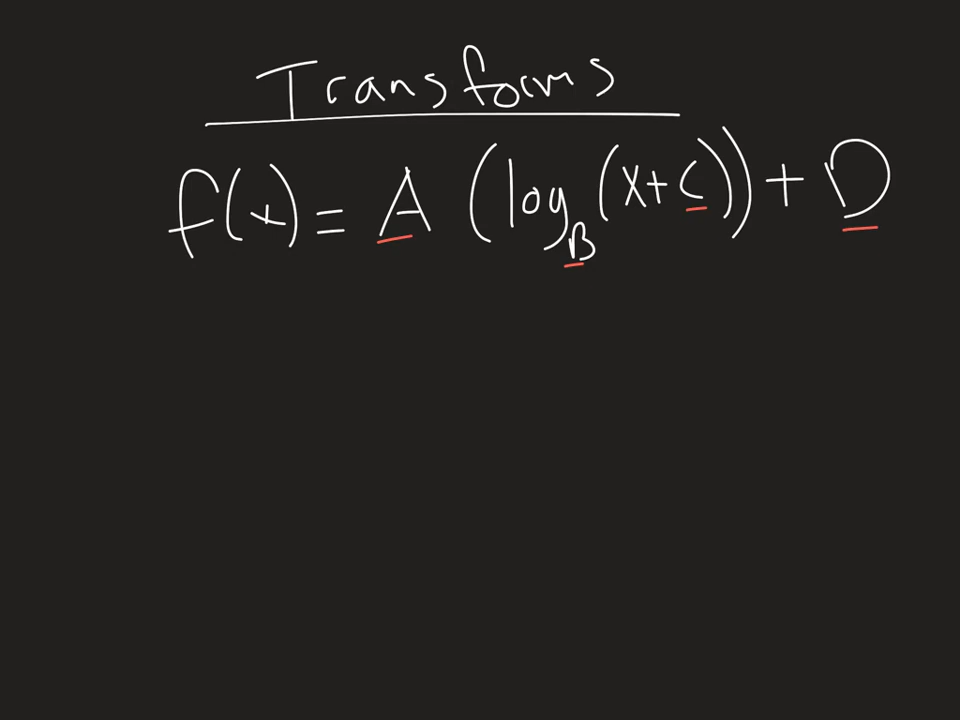 Transforms
f(x) = A (log_B (x+c)) + D